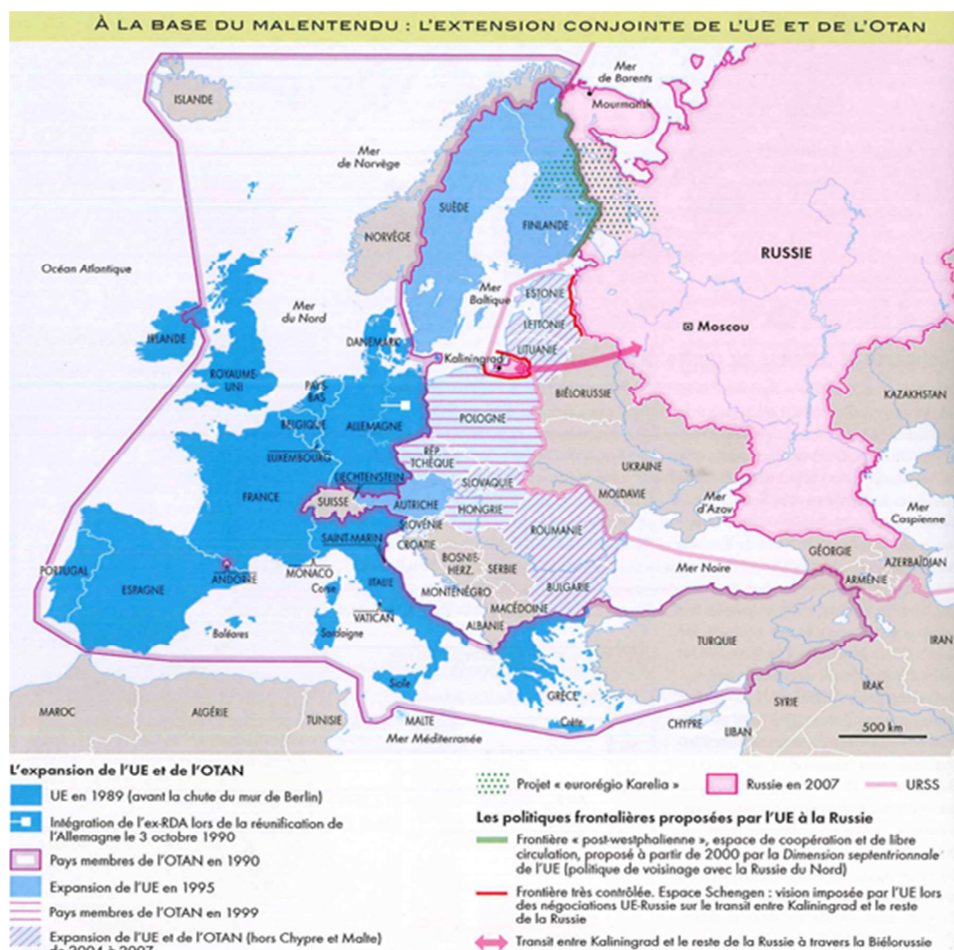 À LA BASE DU MALENTENDU : L'EXTENSION CONJOINTE DE L'UE ET DE L'OTAN
Mer
de Barents
Mourmansk
ISLANDE
Mer
de Norvège
SUÈDE
FINLANDE
NORVÈGE
RUSSIE
Océan Atlantique
Mer
du Nord
Mer
Baltique
ESTONIE
LETTONIE
LITUANIE
Moscou
IRLANDE
DANEMARK
Kaliningrad
ROYAUME-
UNI
PAYS-
BAS
BELGIQUE
ALLEMAGNE
POLOGNE
BIÉLORUSSIE
KAZAKHSTAN
LUXEMBOURG
RÉP.
TCHÈQUE
UKRAINE
LIECHTENSTEIN
SLOVAQUIE
FRANCE
SUISSE
AUTRICHE
HONGRIE
MOLDAVIE
Mer
d'Azov
Mer
Caspienne
SLOVÉNIE
ROUMANIE
SAINT-MARIN
CROATIE
BOSNIE-
HERZ.
SERBIE
GÉORGIE
AZERBAÏDJAN
ARMÉNIE
PORTUGAL
ESPAGNE
ANDORRE
MONACO
Corse
ITALIE
MONTÉNÉGRO
BULGARIE
Mer Noire
VATICAN
MACÉDOINE
ALBANIE
Baléares
Sardaigne
TURQUIE
IRAN
Sicile
GRÈCE
MAROC
ALGÉRIE
TUNISIE
MALTE
Crète
CHYPRE
SYRIE
IRAK
LIBAN
Mer Méditerranée
500 km
L'expansion de l'UE et de l'OTAN
UE en 1989 (avant la chute du mur de Berlin)
Intégration de l'ex-RDA lors de la réunification de
l'Allemagne le 3 octobre 1990
Pays membres de l'OTAN en 1990
Expansion de l'UE en 1995
Pays membres de l'OTAN en 1999
Expansion de l'UE et de l'OTAN (hors Chypre et Malte)
de 2004 à 2007
Projet « eurorégio Karelia »
Russie en 2007
URSS
Les politiques frontalières proposées par l'UE à la Russie
Frontière « post-westphalienne », espace de coopération et de libre
circulation, proposé à partir de 2000 par la Dimension septentrionnale
de l'UE (politique de voisinage avec la Russie du Nord)
Frontière très contrôlée. Espace Schengen : vision imposée par l'UE lors
des négociations UE-Russie sur le transit entre Kaliningrad et le reste
de la Russie
Transit entre Kaliningrad et le reste de la Russie à travers la Biélorussie